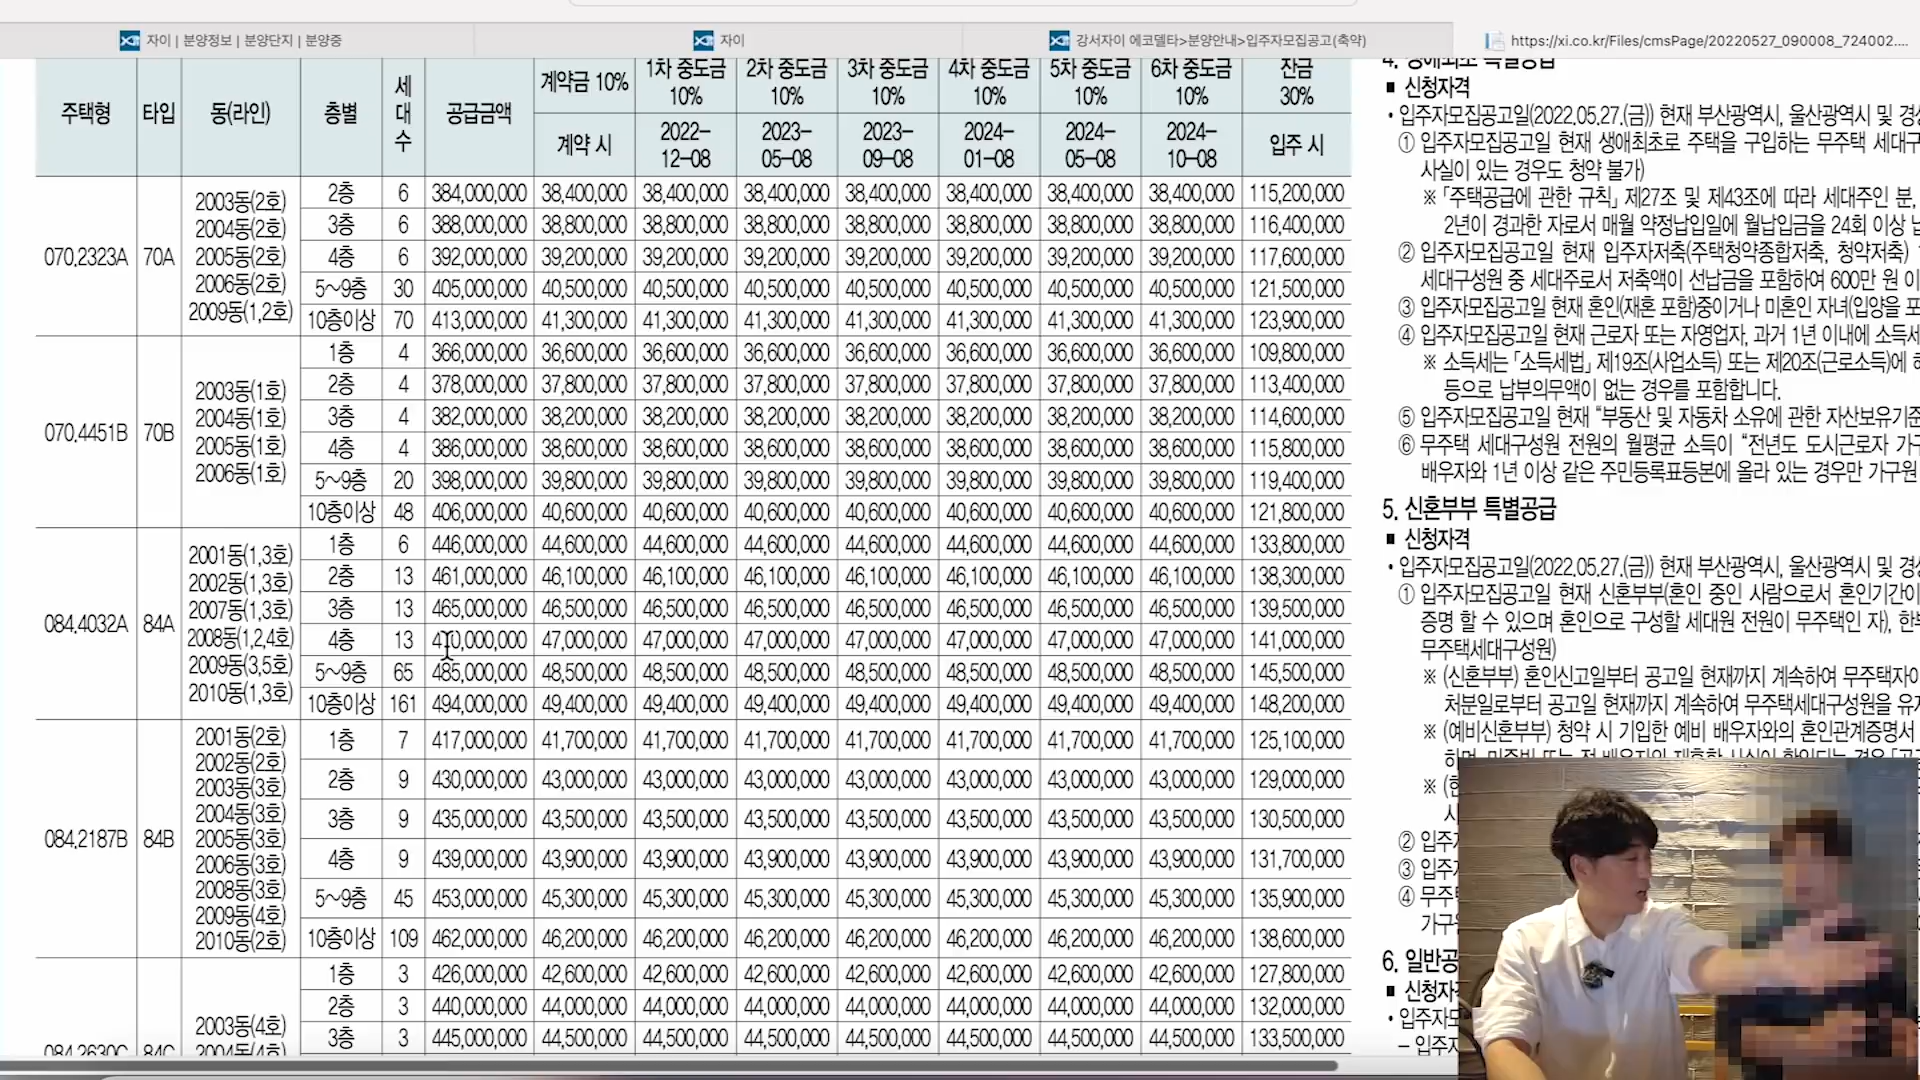 자이 | 분양정보 | 분양단지 | 분양중
자이
강서자이 에코델타>분양안내>입주자모집공고(축약)
https://xi.co.kr/Files/cmsPage/20220527_090008_724002....
주택형 타입 동(라인) 층별 세대수 공급금액 계약금 10% 1차 중도금 10% 2차 중도금 10% 3차 중도금 10% 4차 중도금 10% 5차 중도금 10% 6차 중도금 10% 잔금 30%
계약 시 2022-12-08 2023-05-08 2023-09-08 2024-01-08 2024-05-08 2024-10-08 입주 시
070.2323A 70A
2003동(2호)
2004동(2호)
2005동(2호)
2006동(2호)
2009동(1,2호)
2층 6 384,000,000 38,400,000 38,400,000 38,400,000 38,400,000 38,400,000 38,400,000 38,400,000 115,200,000
3층 6 388,000,000 38,800,000 38,800,000 38,800,000 38,800,000 38,800,000 38,800,000 38,800,000 116,400,000
4층 6 392,000,000 39,200,000 39,200,000 39,200,000 39,200,000 39,200,000 39,200,000 39,200,000 117,600,000
5~9층 30 405,000,000 40,500,000 40,500,000 40,500,000 40,500,000 40,500,000 40,500,000 40,500,000 121,500,000
10층이상 70 413,000,000 41,300,000 41,300,000 41,300,000 41,300,000 41,300,000 41,300,000 41,300,000 123,900,000
070.4451B 70B
2003동(1호)
2004동(1호)
2005동(1호)
2006동(1호)
1층 4 366,000,000 36,600,000 36,600,000 36,600,000 36,600,000 36,600,000 36,600,000 36,600,000 109,800,000
2층 4 378,000,000 37,800,000 37,800,000 37,800,000 37,800,000 37,800,000 37,800,000 37,800,000 113,400,000
3층 4 382,000,000 38,200,000 38,200,000 38,200,000 38,200,000 38,200,000 38,200,000 38,200,000 114,600,000
4층 4 386,000,000 38,600,000 38,600,000 38,600,000 38,600,000 38,600,000 38,600,000 38,600,000 115,800,000
5~9층 20 398,000,000 39,800,000 39,800,000 39,800,000 39,800,000 39,800,000 39,800,000 39,800,000 119,400,000
10층이상 48 406,000,000 40,600,000 40,600,000 40,600,000 40,600,000 40,600,000 40,600,000 40,600,000 121,800,000
084.4032A 84A
2001동(1,3호)
2002동(1,3호)
2007동(1,3호)
2008동(1,2,4호)
2009동(3,5호)
2010동(1,3호)
1층 6 446,000,000 44,600,000 44,600,000 44,600,000 44,600,000 44,600,000 44,600,000 44,600,000 133,800,000
2층 13 461,000,000 46,100,000 46,100,000 46,100,000 46,100,000 46,100,000 46,100,000 46,100,000 138,300,000
3층 13 465,000,000 46,500,000 46,500,000 46,500,000 46,500,000 46,500,000 46,500,000 46,500,000 139,500,000
4층 13 470,000,000 47,000,000 47,000,000 47,000,000 47,000,000 47,000,000 47,000,000 47,000,000 141,000,000
5~9층 65 485,000,000 48,500,000 48,500,000 48,500,000 48,500,000 48,500,000 48,500,000 48,500,000 145,500,000
10층이상 161 494,000,000 49,400,000 49,400,000 49,400,000 49,400,000 49,400,000 49,400,000 49,400,000 148,200,000
084.2187B 84B
2001동(2호)
2002동(2호)
2003동(3호)
2004동(3호)
2005동(3호)
2006동(3호)
2008동(3호)
2009동(4호)
2010동(2호)
1층 7 417,000,000 41,700,000 41,700,000 41,700,000 41,700,000 41,700,000 41,700,000 41,700,000 125,100,000
2층 9 430,000,000 43,000,000 43,000,000 43,000,000 43,000,000 43,000,000 43,000,000 43,000,000 129,000,000
3층 9 435,000,000 43,500,000 43,500,000 43,500,000 43,500,000 43,500,000 43,500,000 43,500,000 130,500,000
4층 9 439,000,000 43,900,000 43,900,000 43,900,000 43,900,000 43,900,000 43,900,000 43,900,000 131,700,000
5~9층 45 453,000,000 45,300,000 45,300,000 45,300,000 45,300,000 45,300,000 45,300,000 45,300,000 135,900,000
10층이상 109 462,000,000 46,200,000 46,200,000 46,200,000 46,200,000 46,200,000 46,200,000 46,200,000 138,600,000
084.2630C 84C
2003동(4호)
2004동(4호)
1층 3 426,000,000 42,600,000 42,600,000 42,600,000 42,600,000 42,600,000 42,600,000 42,600,000 127,800,000
2층 3 440,000,000 44,000,000 44,000,000 44,000,000 44,000,000 44,000,000 44,000,000 44,000,000 132,000,000
3층 3 445,000,000 44,500,000 44,500,000 44,500,000 44,500,000 44,500,000 44,500,000 44,500,000 133,500,000
4. 생애최초 특별공급
■ 신청자격
• 입주자모집공고일(2022.05.27.(금)) 현재 부산광역시, 울산광역시 및 경상
① 입주자모집공고일 현재 생애최초로 주택을 구입하는 무주택 세대구
사실이 있는 경우도 청약 불가)
※ 「주택공급에 관한 규칙」 제27조 및 제43조에 따라 세대주인 분,
2년이 경과한 자로서 매월 약정납입일에 월납입금을 24회 이상 납
② 입주자모집공고일 현재 입주자저축(주택청약종합저축, 청약저축)
세대구성원 중 세대주로서 저축액이 선납금을 포함하여 600만 원 이
③ 입주자모집공고일 현재 혼인(재혼 포함)중이거나 미혼인 자녀(입양을 포
④ 입주자모집공고일 현재 근로자 또는 자영업자, 과거 1년 이내에 소득세
※ 소득세는 「소득세법」 제19조(사업소득) 또는 제20조(근로소득)에 해
등으로 납부의무액이 없는 경우를 포함합니다.
⑤ 입주자모집공고일 현재 “부동산 및 자동차 소유에 관한 자산보유기준
⑥ 무주택 세대구성원 전원의 월평균 소득이 “전년도 도시근로자 가구
배우자와 1년 이상 같은 주민등록표등본에 올라 있는 경우만 가구원
5. 신혼부부 특별공급
■ 신청자격
• 입주자모집공고일(2022.05.27.(금)) 현재 부산광역시, 울산광역시 및 경상
① 입주자모집공고일 현재 신혼부부(혼인 중인 사람으로서 혼인기간이
증명 할 수 있으며 혼인으로 구성할 세대원 전원이 무주택인 자), 한부
무주택세대구성원)
※ (신혼부부) 혼인신고일부터 공고일 현재까지 계속하여 무주택자이
처분일로부터 공고일 현재까지 계속하여 무주택세대구성원을 유지
※ (예비신혼부부) 청약 시 기입한 예비 배우자와의 혼인관계증명서
※ (한
시
② 입주
③ 입주
④ 무주택
가구원
6. 일반공
■ 신청자격
• 입주자모
– 입주자